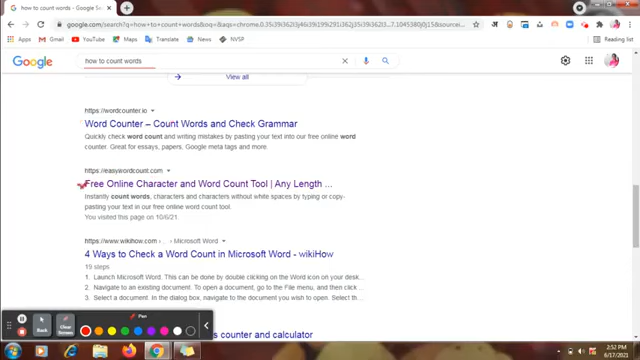 how to count words - Google Se
google.com/search?q=how+to+count+words&oq=&aqs=chrome.0.35i39i362l3j46i39i199i
Apps
Gmail
YouTube
Maps
Translate
News
NVSP
Reading list
Google
how to count words
View all
https://wordcounter.io
Word Counter – Count Words and Check Grammar
Quickly check word count and writing mistakes by pasting your text into our free online word
counter. Great for essays, papers, Google meta tags and more.
https://easywordcount.com
Free Online Character and Word Count Tool | Any Length ...
Instantly count words, characters and characters without white spaces by typing or copy-
pasting your text in our free online word count tool.
You visited this page on 10/6/21.
https://www.wikihow.com › ... › Microsoft Word
4 Ways to Check a Word Count in Microsoft Word - wikiHow
19 steps
1. Launch Microsoft Word. This can be done by double clicking on the Word icon on your desk...
2. Navigate to an existing document. To open a document, go to the File menu, and then click ...
3. Select a document. In the dialog box, navigate to the document you wish to open. Select th...
Pen
Back
Clear
Screen
s counter and calculator
2:52 PM
6/17/2021